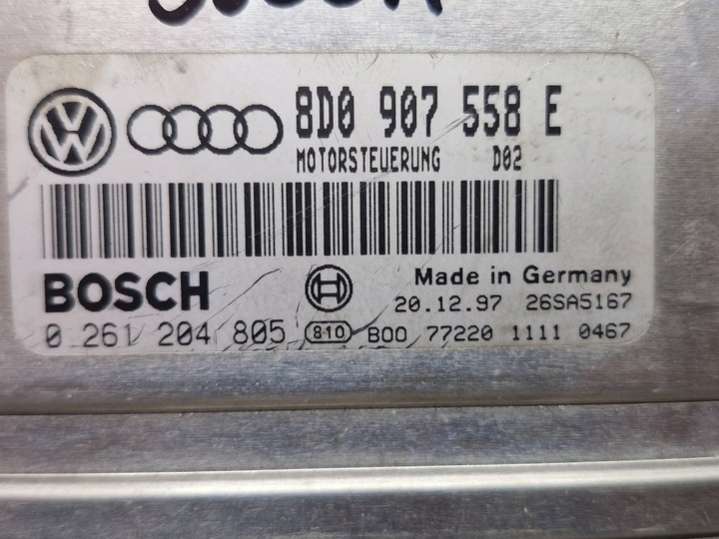 8D0 907 558 E
MOTORSTEUERUNG D02
BOSCH
Made in Germany
20.12.97 26SA5167
0 261 204 805 810 B00 77220 1111 0467